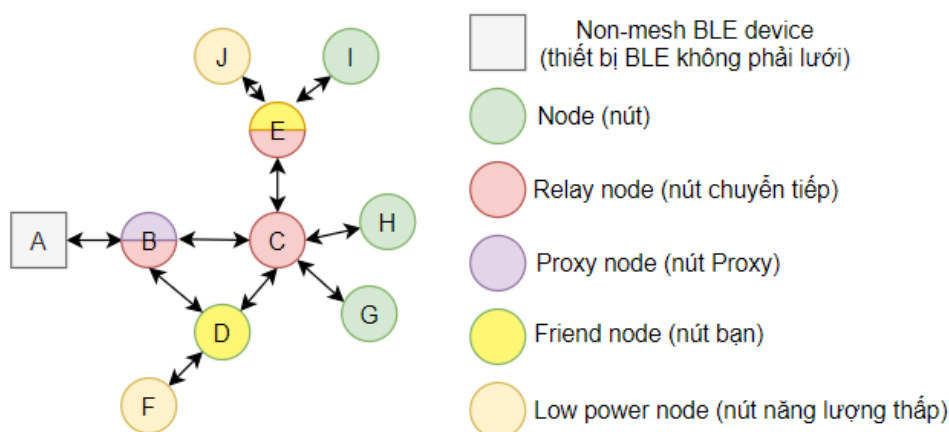 J
I
E
A
B
C
H
G
D
F
Non-mesh BLE device
(thiết bị BLE không phải lưới)
Node (nút)
Relay node (nút chuyển tiếp)
Proxy node (nút Proxy)
Friend node (nút bạn)
Low power node (nút năng lượng thấp)